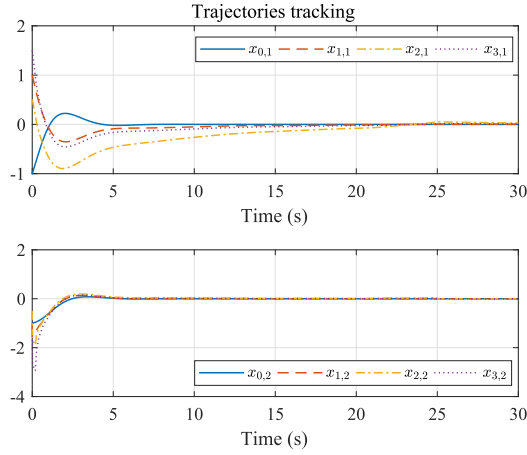 Trajectories tracking
2
x0,1 x1,1 x2,1 x3,1
1
0
-1
0 5 10 15 20 25 30
Time (s)
2
0
-2
x0,2 x1,2 x2,2 x3,2
-4
0 5 10 15 20 25 30
Time (s)